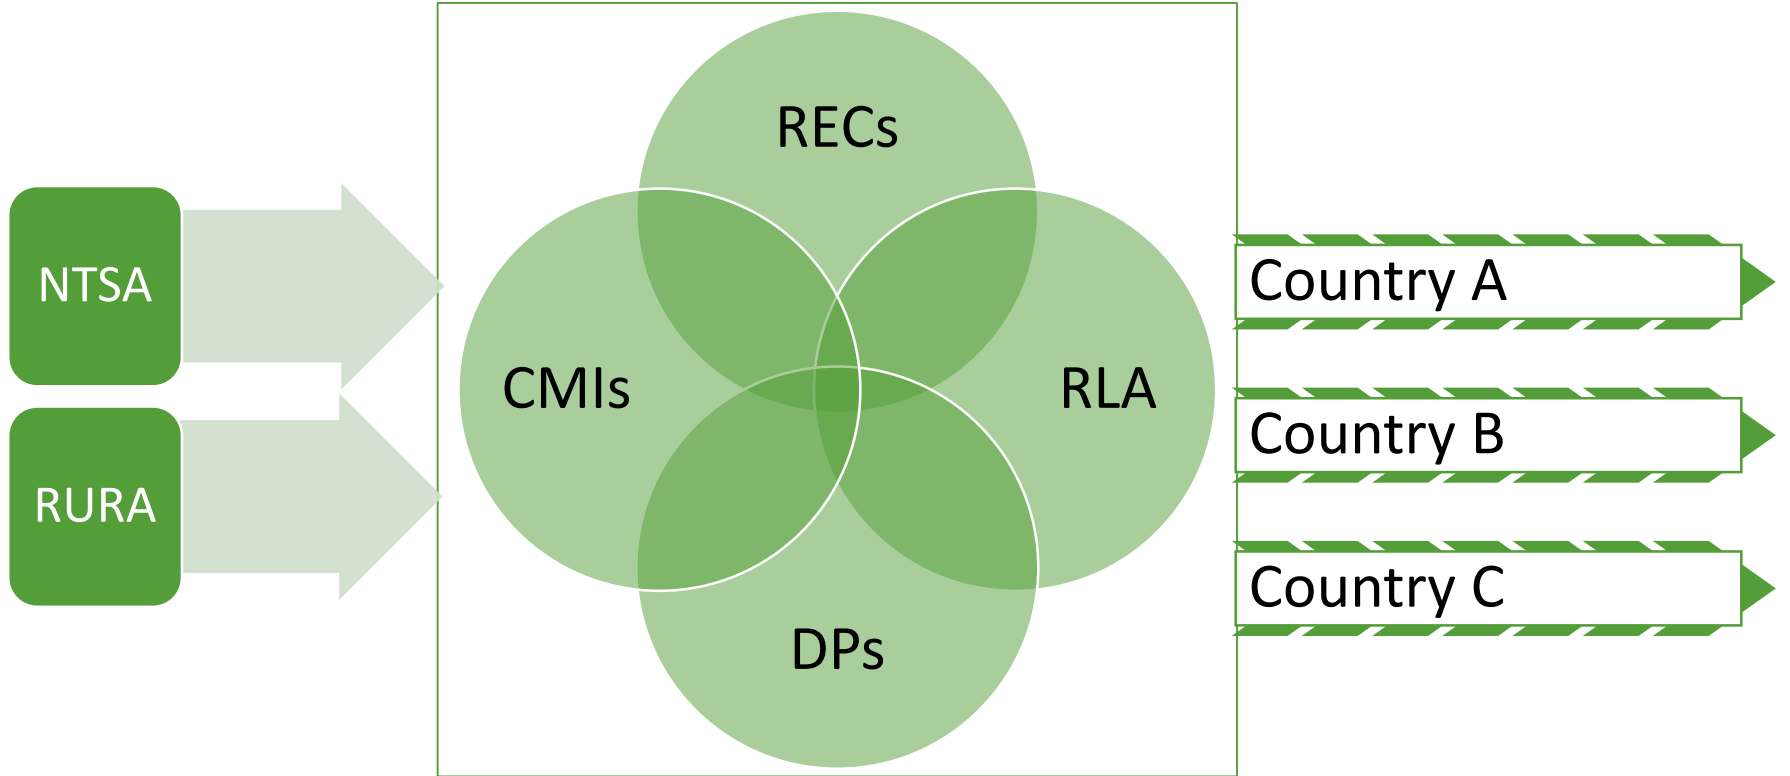 NTSA
RURA
RECs
CMIs
RLA
DPs
Country A
Country B
Country C